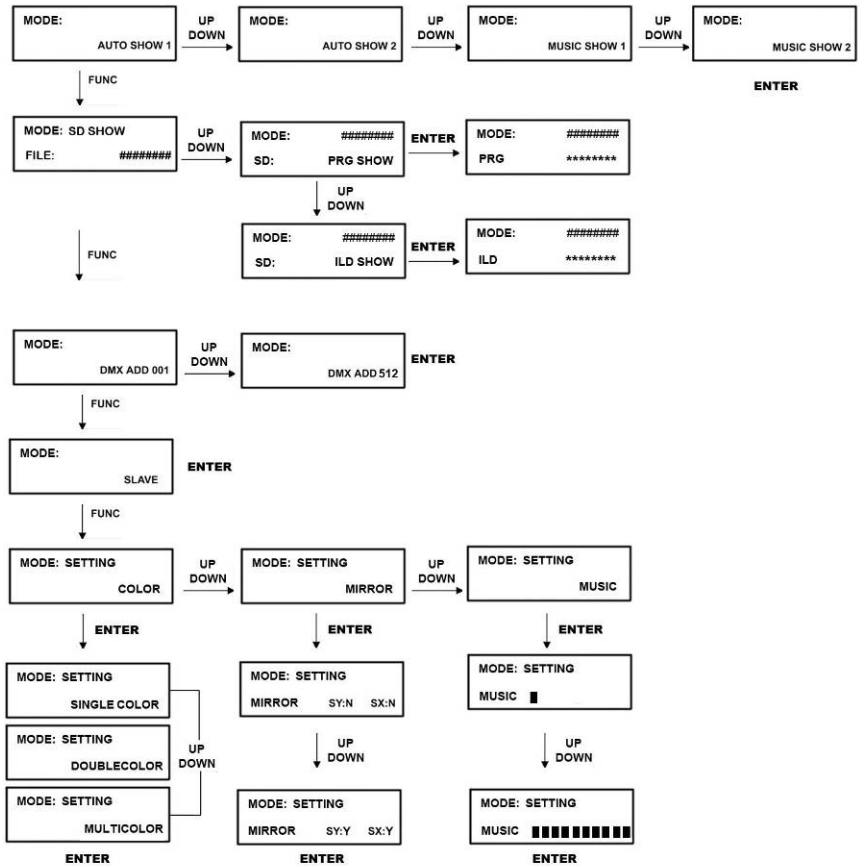 MODE:
AUTO SHOW 1
UP
DOWN
MODE:
AUTO SHOW 2
UP
DOWN
MODE:
MUSIC SHOW 1
UP
DOWN
MODE:
MUSIC SHOW 2
ENTER
FUNC
MODE: SD SHOW
FILE: ########
UP
DOWN
MODE: ########
SD: PRG SHOW
ENTER
MODE: ########
PRG ********
UP
DOWN
MODE: ########
SD: ILD SHOW
ENTER
MODE: ########
ILD ********
FUNC
MODE:
DMX ADD 001
UP
DOWN
MODE:
DMX ADD 512
ENTER
FUNC
MODE:
SLAVE
ENTER
FUNC
MODE: SETTING
COLOR
UP
DOWN
MODE: SETTING
MIRROR
UP
DOWN
MODE: SETTING
MUSIC
ENTER
ENTER
ENTER
MODE: SETTING
SINGLE COLOR
MODE: SETTING
DOUBLECOLOR
MODE: SETTING
MULTICOLOR
UP
DOWN
ENTER
MODE: SETTING
MIRROR SY:N SX:N
UP
DOWN
MODE: SETTING
MIRROR SY:Y SX:Y
ENTER
MODE: SETTING
MUSIC
UP
DOWN
MODE: SETTING
MUSIC
ENTER